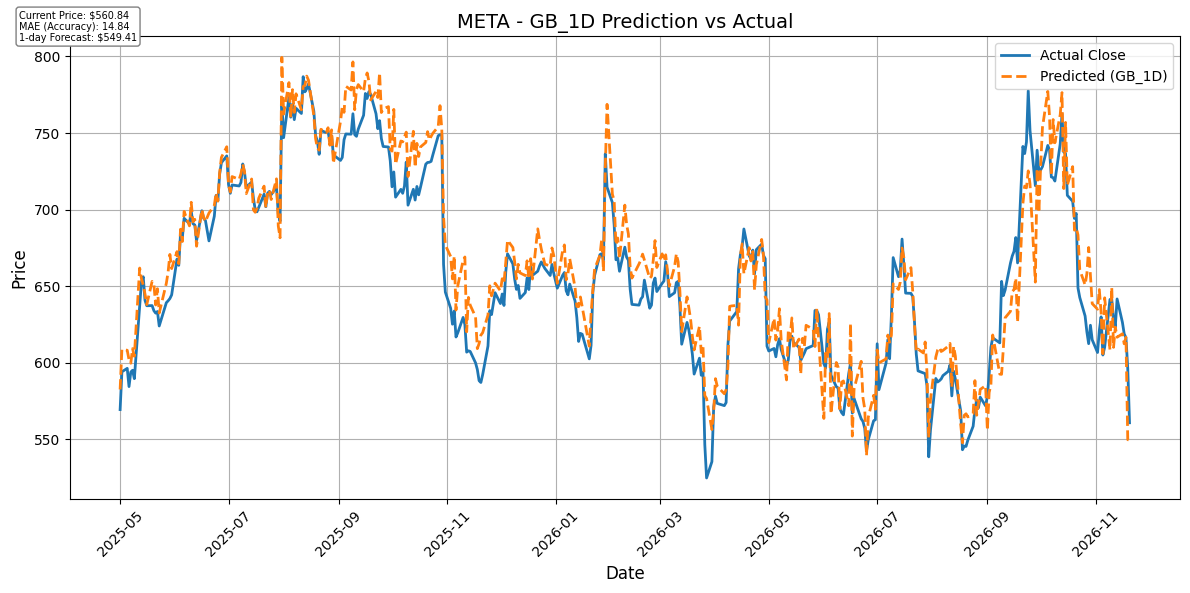 META - GB_1D Prediction vs Actual
Current Price: $560.84
MAE (Accuracy): 14.84
1-day Forecast: $549.41
Actual Close
Predicted (GB_1D)
Price
800
750
700
650
600
550
2025-05
2025-07
2025-09
2025-11
2026-01
2026-03
2026-05
2026-07
2026-09
2026-11
Date